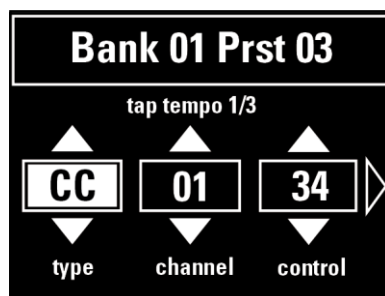 Bank 01 Prst 03
tap tempo 1/3
CC 01 34
type channel control